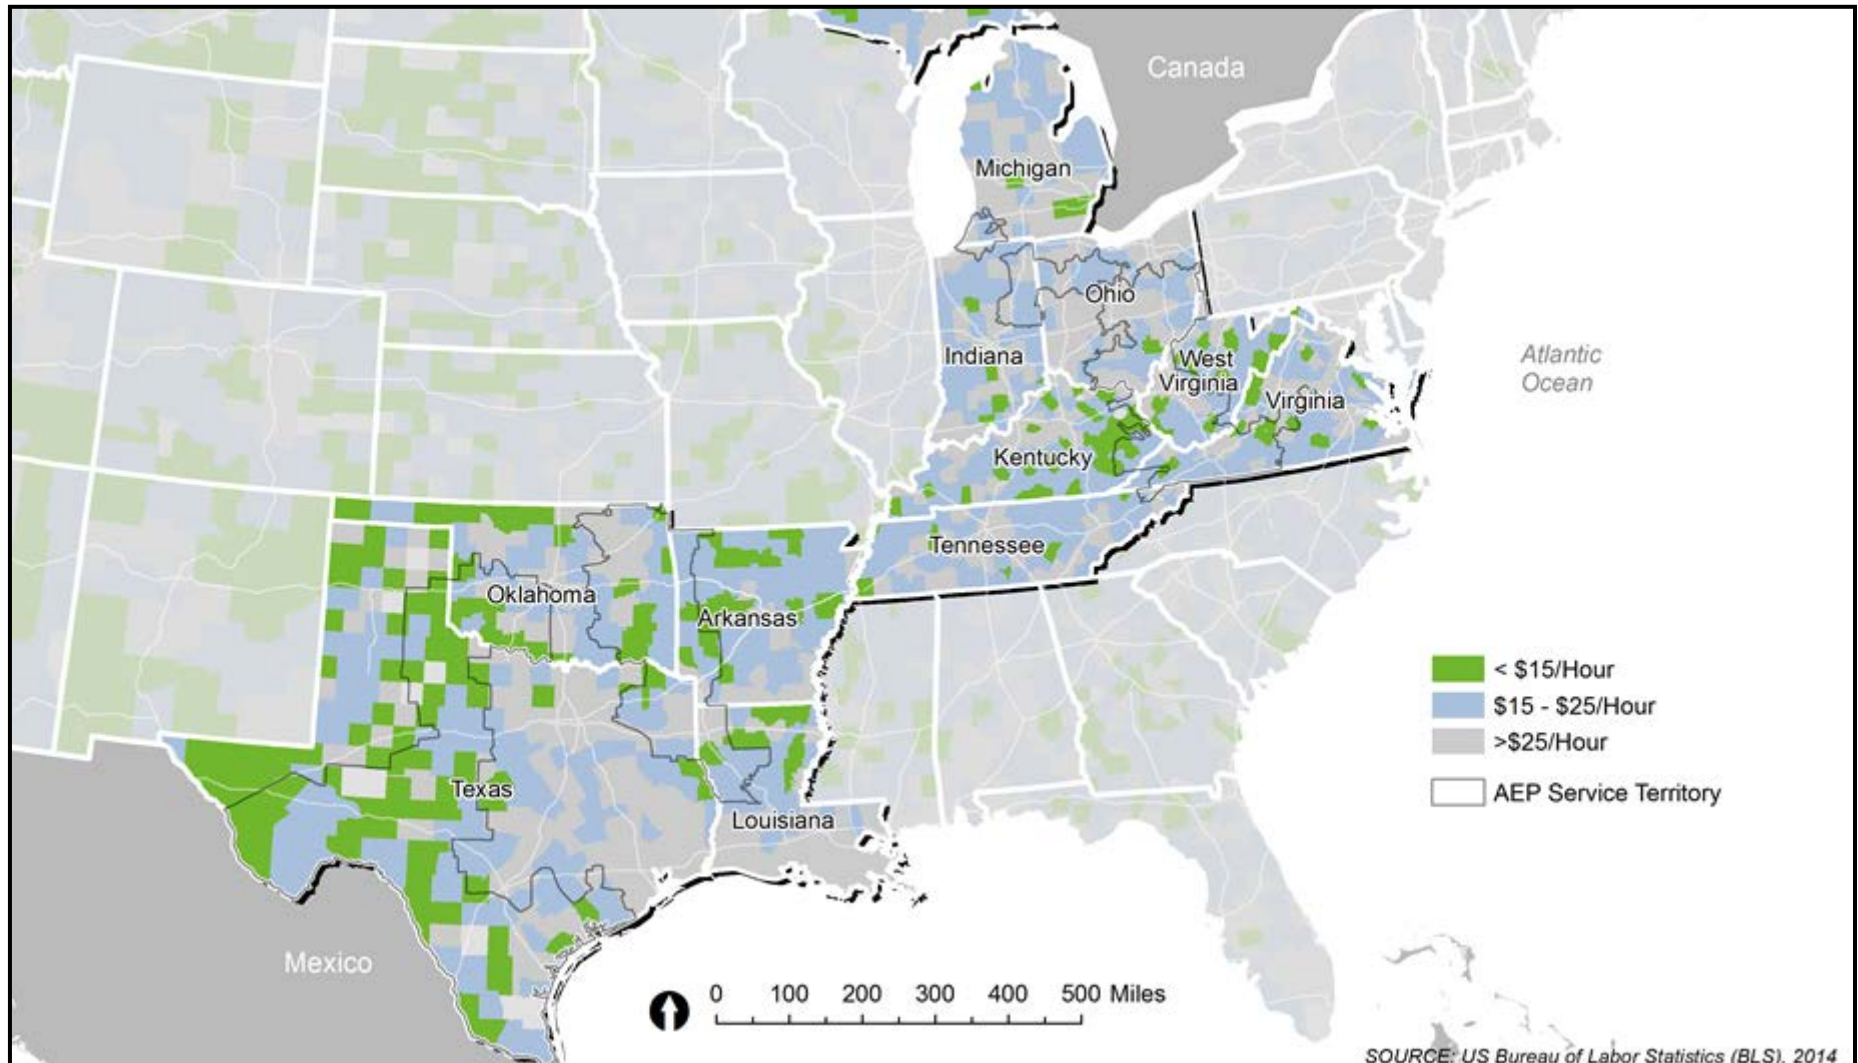 Canada
Michigan
Ohio
Indiana
West
Virginia
Virginia
Atlantic
Ocean
Kentucky
Tennessee
Oklahoma
Arkansas
Texas
Louisiana
Mexico
< $15/Hour
$15 - $25/Hour
>$25/Hour
AEP Service Territory
0 100 200 300 400 500 Miles
SOURCE: US Bureau of Labor Statistics (BLS), 2014